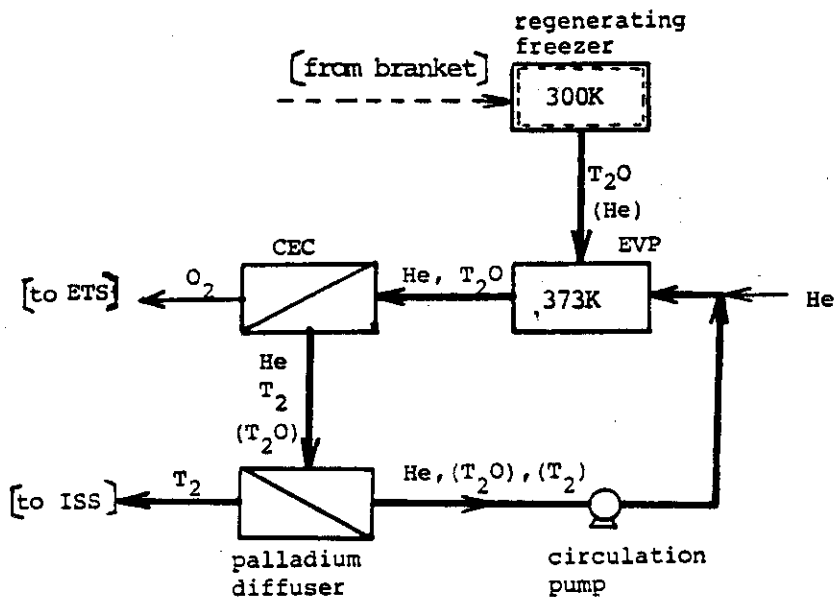 regenerating
freezer
[from branket]
300K
T₂O
(He)
CEC
EVP
[to ETS}
O₂
He, T₂O
373K
He
He
T₂
(T₂O)
[to ISS]
T₂
He,(T₂O),(T₂)
palladium
diffuser
circulation
pump